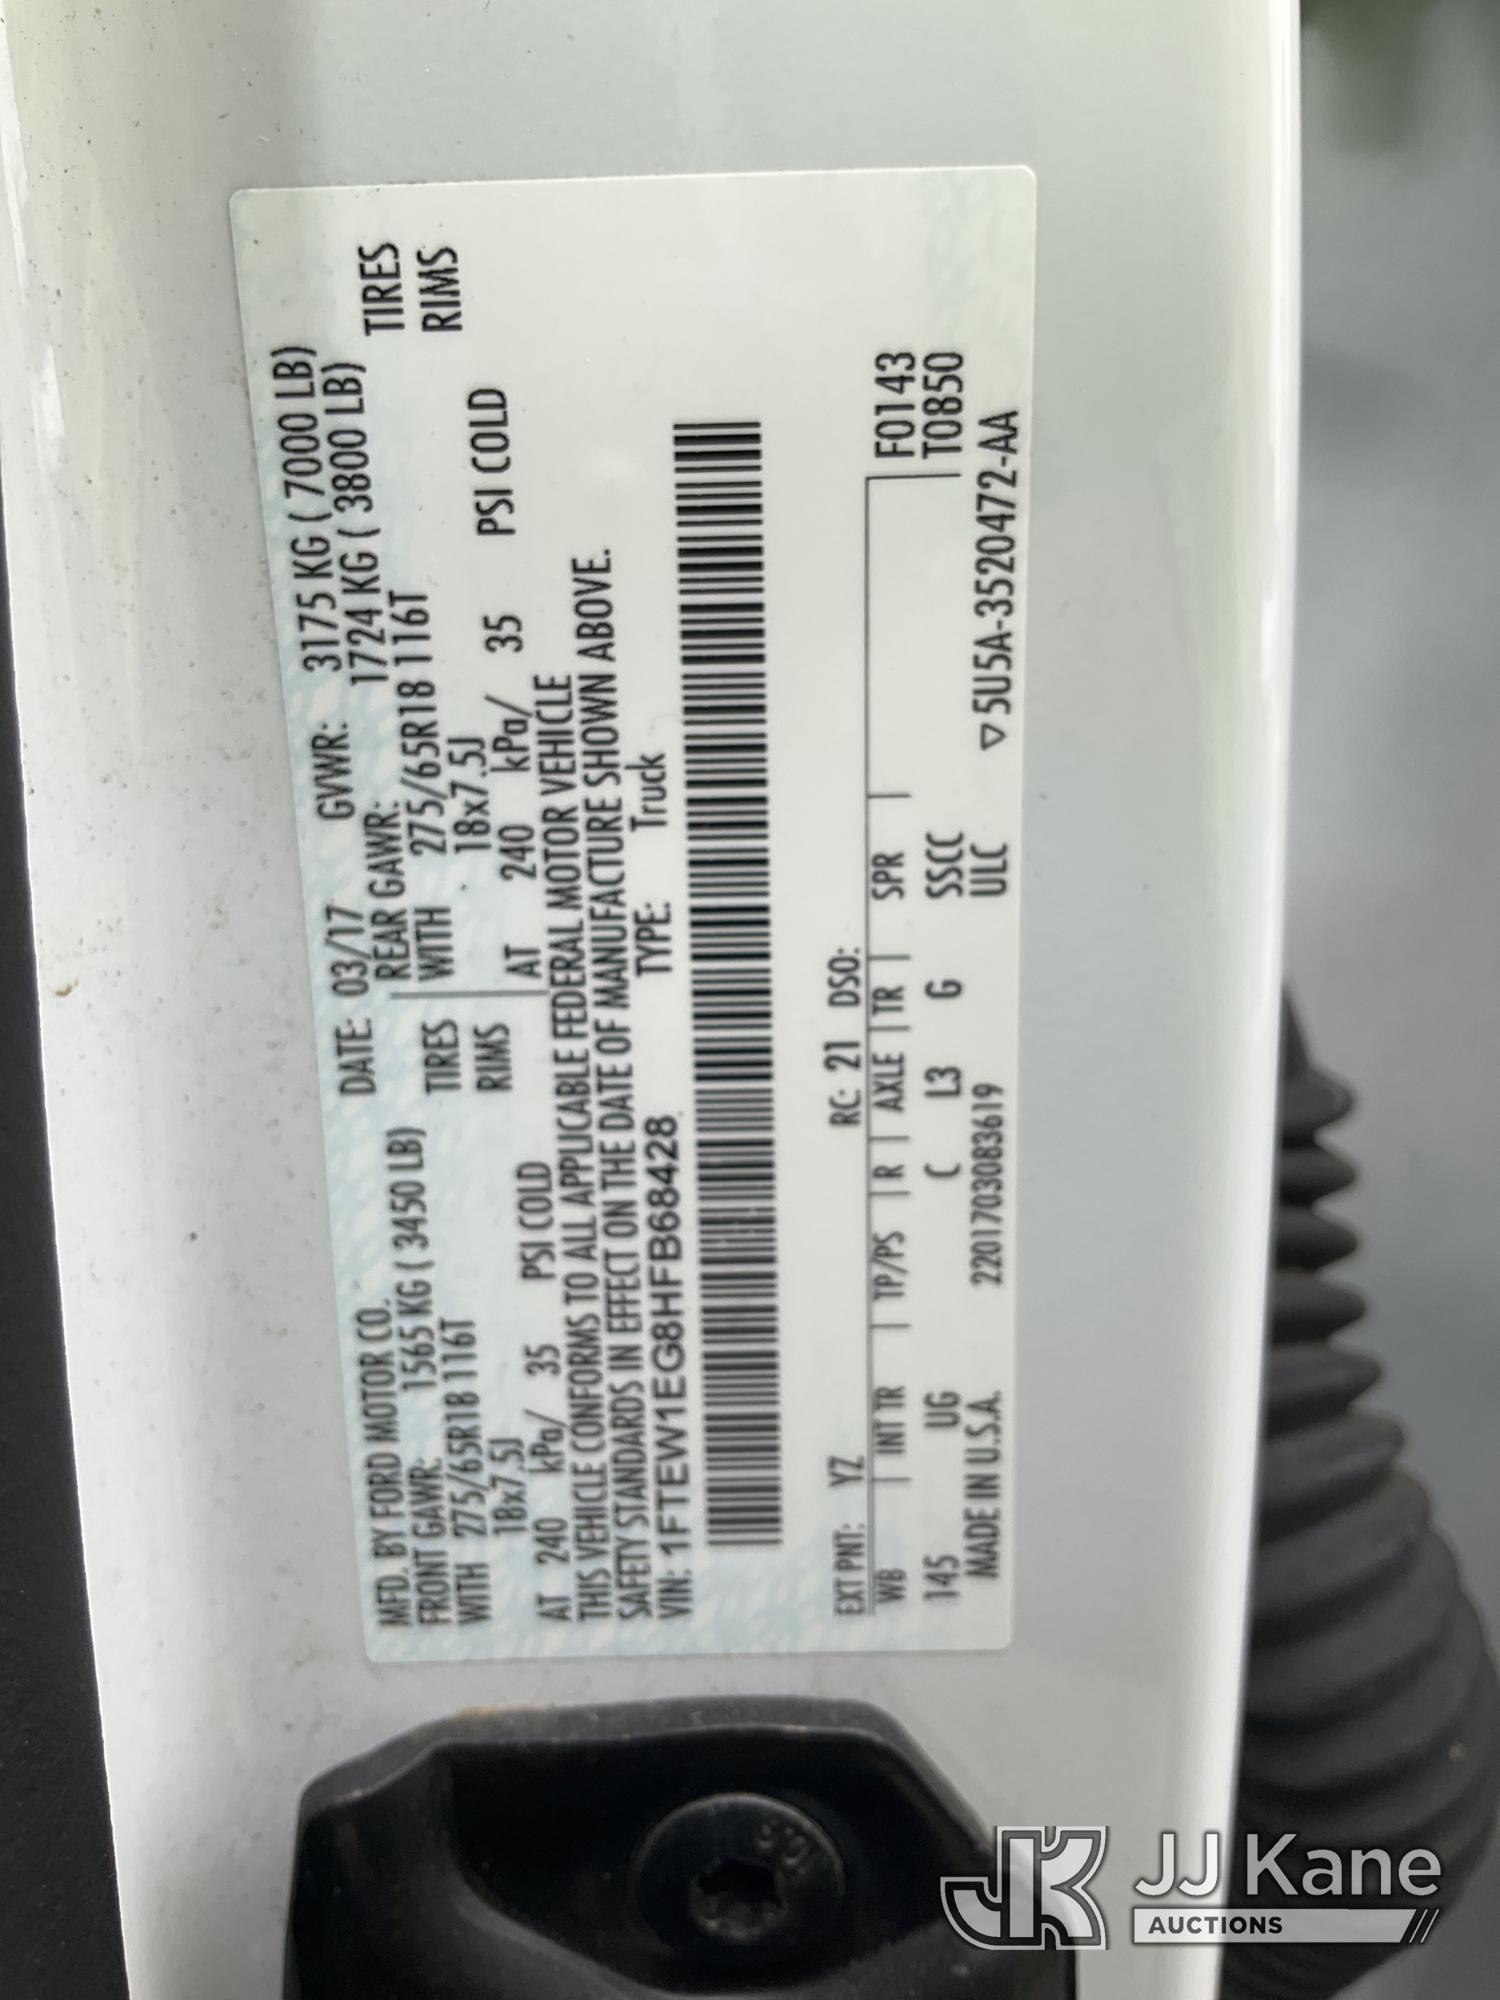 MFD. BY FORD MOTOR CO. DATE: 03/17 GVWR: 3175 KG ( 7000 LB)
FRONT GAWR: 1565 KG ( 3450 LB) REAR GAWR: 1724 KG ( 3800 LB)
WITH 275/65R18 116T TIRES WITH 275/65R18 116T TIRES
18x7.5J RIMS 18x7.5J RIMS
AT 240 kPa/ 35 PSI COLD AT 240 kPa/ 35 PSI COLD
THIS VEHICLE CONFORMS TO ALL APPLICABLE FEDERAL MOTOR VEHICLE
SAFETY STANDARDS IN EFFECT ON THE DATE OF MANUFACTURE SHOWN ABOVE.
VIN: 1FTEW1EG8HFB68428 TYPE: Truck
EXT PNT: YZ RC: 21 DSO:
WB INT TR TP/PS R AXLE TR SPR F0143
145 UG C L3 G SSCC T0850
MADE IN U.S.A. 2201703083619 ULC ▽5U5A-3520472-AA
JK JJ Kane
AUCTIONS